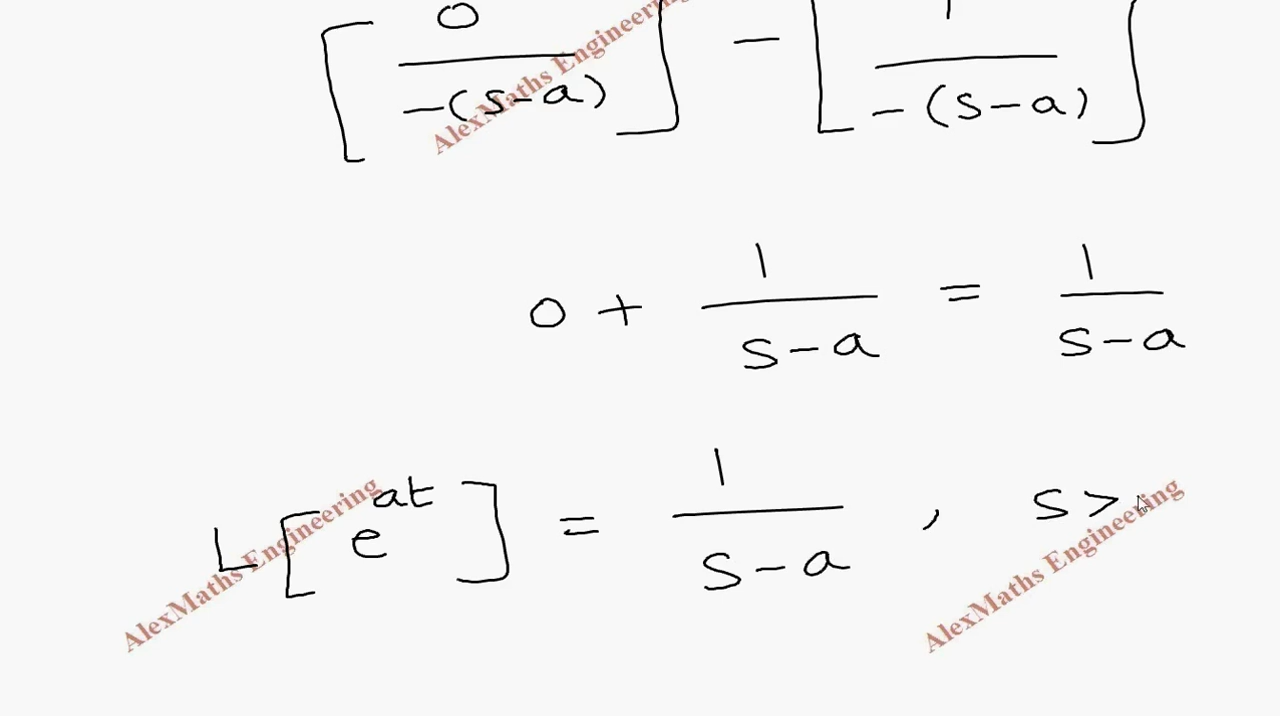 [ 0 / -(s-a) ] - [ 1 / -(s-a) ]
0 + 1 / s-a = 1 / s-a
L[ e^at ] = 1 / s-a , s >
AlexMaths Engineering
AlexMaths Engineering
AlexMaths Engineering